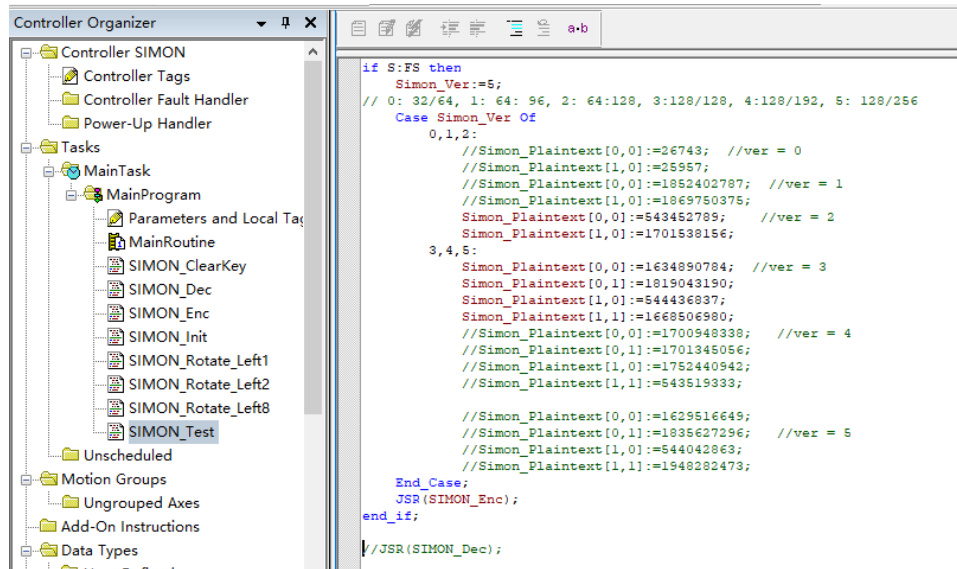 Controller Organizer
Controller SIMON
Controller Tags
Controller Fault Handler
Power-Up Handler
Tasks
MainTask
MainProgram
Parameters and Local Tag
MainRoutine
SIMON_ClearKey
SIMON_Dec
SIMON_Enc
SIMON_Init
SIMON_Rotate_Left1
SIMON_Rotate_Left2
SIMON_Rotate_Left8
SIMON_Test
Unscheduled
Motion Groups
Ungrouped Axes
Add-On Instructions
Data Types
a•b
if S:FS then
Simon_Ver:=5;
// 0: 32/64, 1: 64: 96, 2: 64:128, 3:128/128, 4:128/192, 5: 128/256
Case Simon_Ver Of
0,1,2:
//Simon_Plaintext[0,0]:=26743; //ver = 0
//Simon_Plaintext[1,0]:=25957;
//Simon_Plaintext[0,0]:=1852402787; //ver = 1
//Simon_Plaintext[1,0]:=1869750375;
Simon_Plaintext[0,0]:=543452789; //ver = 2
Simon_Plaintext[1,0]:=1701538156;
3,4,5:
Simon_Plaintext[0,0]:=1634890784; //ver = 3
Simon_Plaintext[0,1]:=1819043190;
Simon_Plaintext[1,0]:=544436837;
Simon_Plaintext[1,1]:=1668506980;
//Simon_Plaintext[0,0]:=1700948338; //ver = 4
//Simon_Plaintext[0,1]:=1701345056;
//Simon_Plaintext[1,0]:=1752440942;
//Simon_Plaintext[1,1]:=543519333;
//Simon_Plaintext[0,0]:=1629516649;
//Simon_Plaintext[0,1]:=1835627296; //ver = 5
//Simon_Plaintext[1,0]:=544042863;
//Simon_Plaintext[1,1]:=1948282473;
End_Case;
JSR(SIMON_Enc);
end_if;
//JSR(SIMON_Dec);